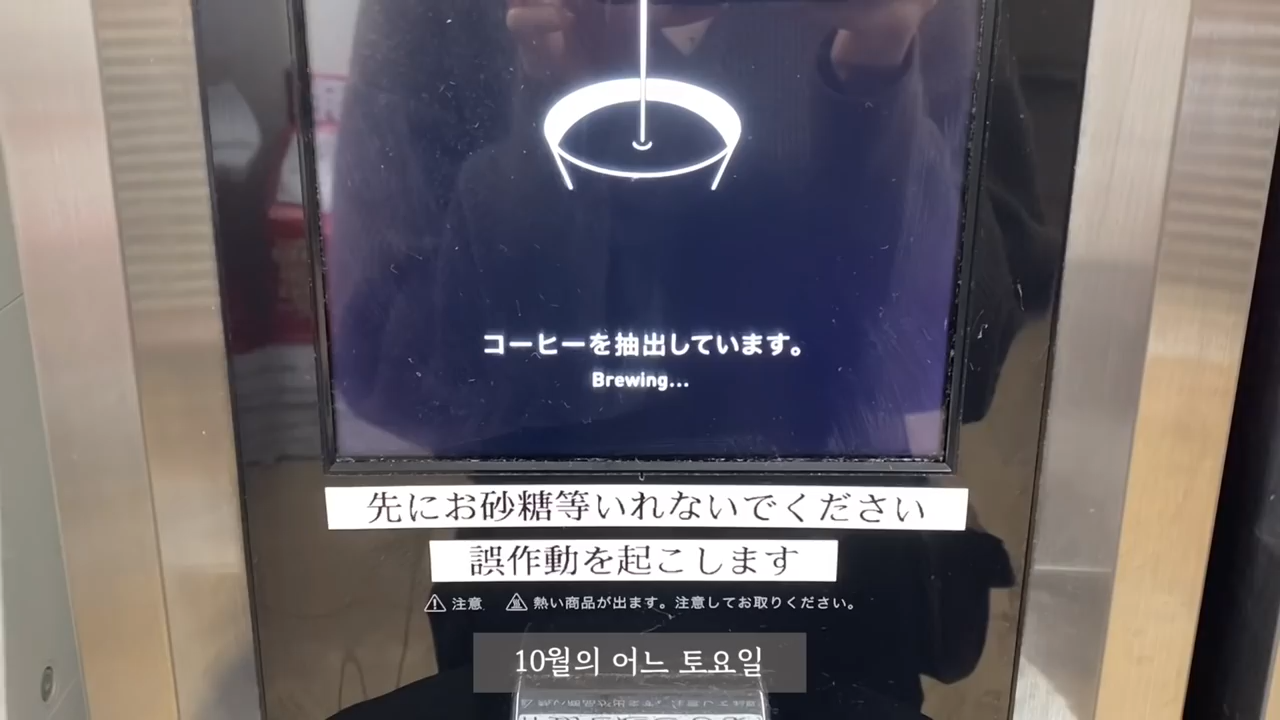 コーヒーを抽出しています。
Brewing...
先にお砂糖等いれないでください
誤作動を起こします
注意 熱い商品が出ます。注意してお取りください。
10월의 어느 토요일